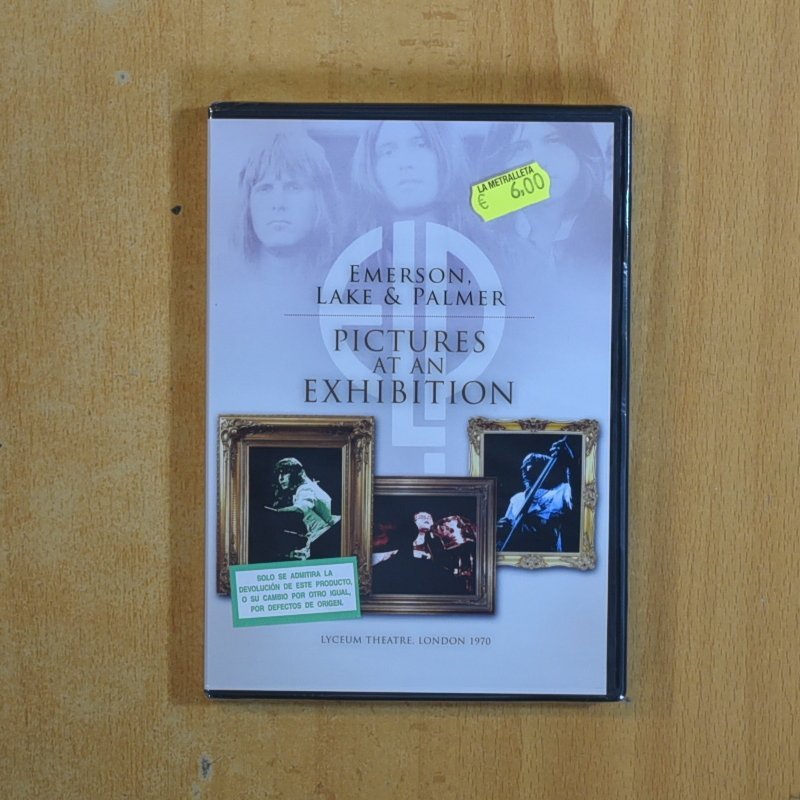 LA METRALLETA
€ 6,00
EMERSON,
LAKE & PALMER
PICTURES
AT AN
EXHIBITION
SOLO SE ADMITIRA LA
DEVOLUCIÓN DE ESTE PRODUCTO,
O SU CAMBIO POR OTRO IGUAL,
POR DEFECTOS DE ORIGEN.
LYCEUM THEATRE, LONDON 1970